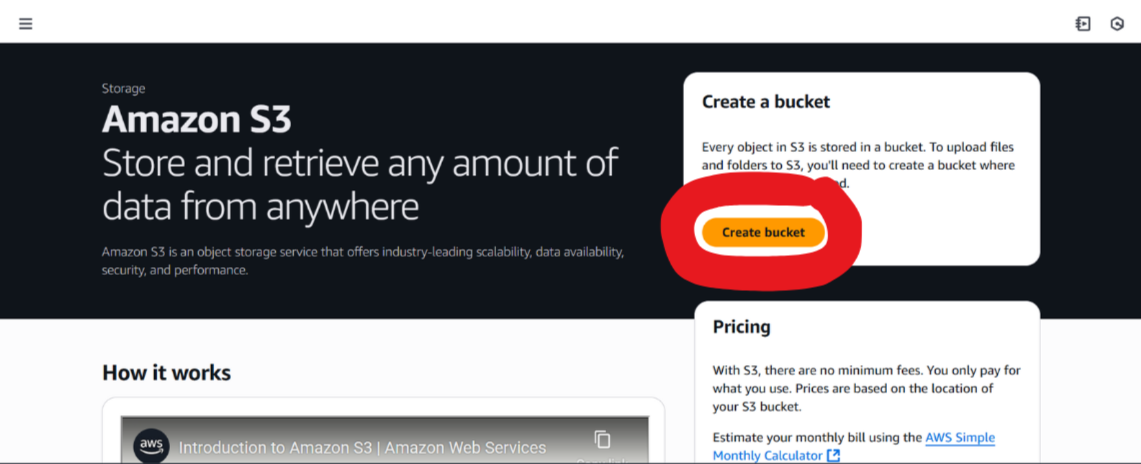 Storage
Amazon S3
Store and retrieve any amount of
data from anywhere
Amazon S3 is an object storage service that offers industry-leading scalability, data availability,
security, and performance.
Create a bucket
Every object in S3 is stored in a bucket. To upload files
and folders to S3, you'll need to create a bucket where
Create bucket
Pricing
With S3, there are no minimum fees. You only pay for
what you use. Prices are based on the location of
your S3 bucket.
Estimate your monthly bill using the AWS Simple
Monthly Calculator
How it works
aws
Introduction to Amazon S3 | Amazon Web Services